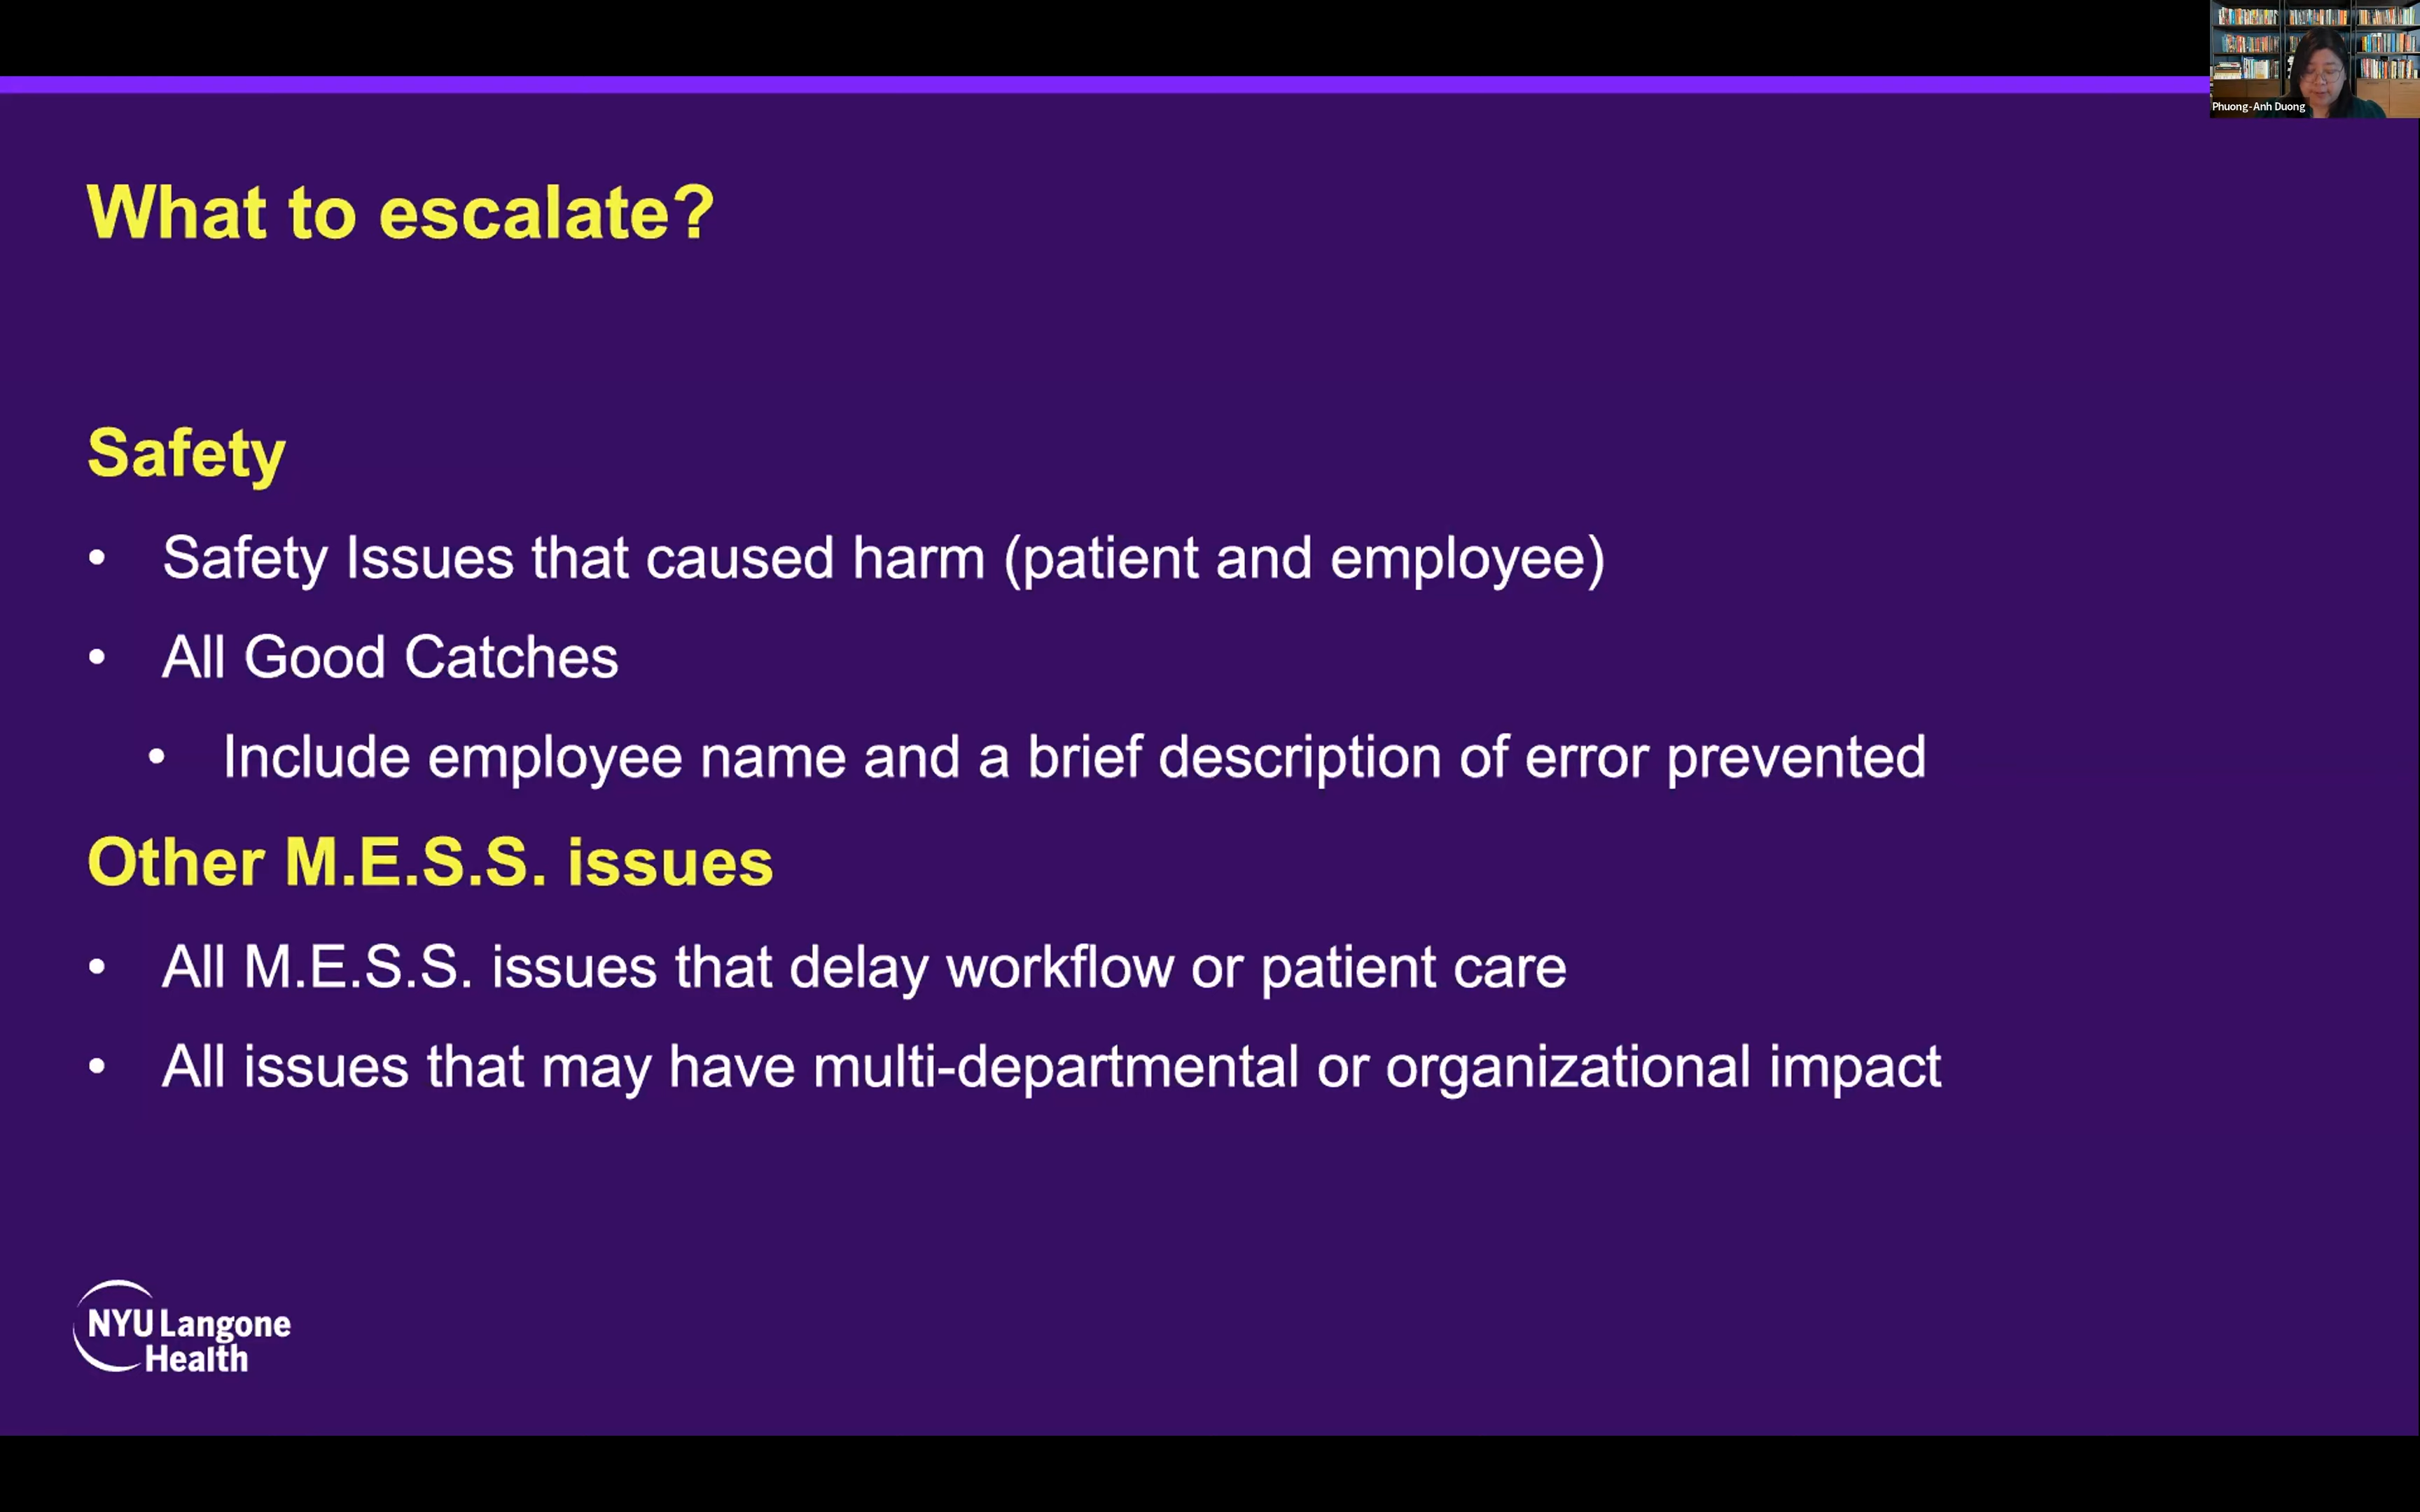 Phuong-Anh Duong
What to escalate?
Safety
• Safety Issues that caused harm (patient and employee)
• All Good Catches
• Include employee name and a brief description of error prevented
Other M.E.S.S. issues
• All M.E.S.S. issues that delay workflow or patient care
• All issues that may have multi-departmental or organizational impact
NYU Langone
Health